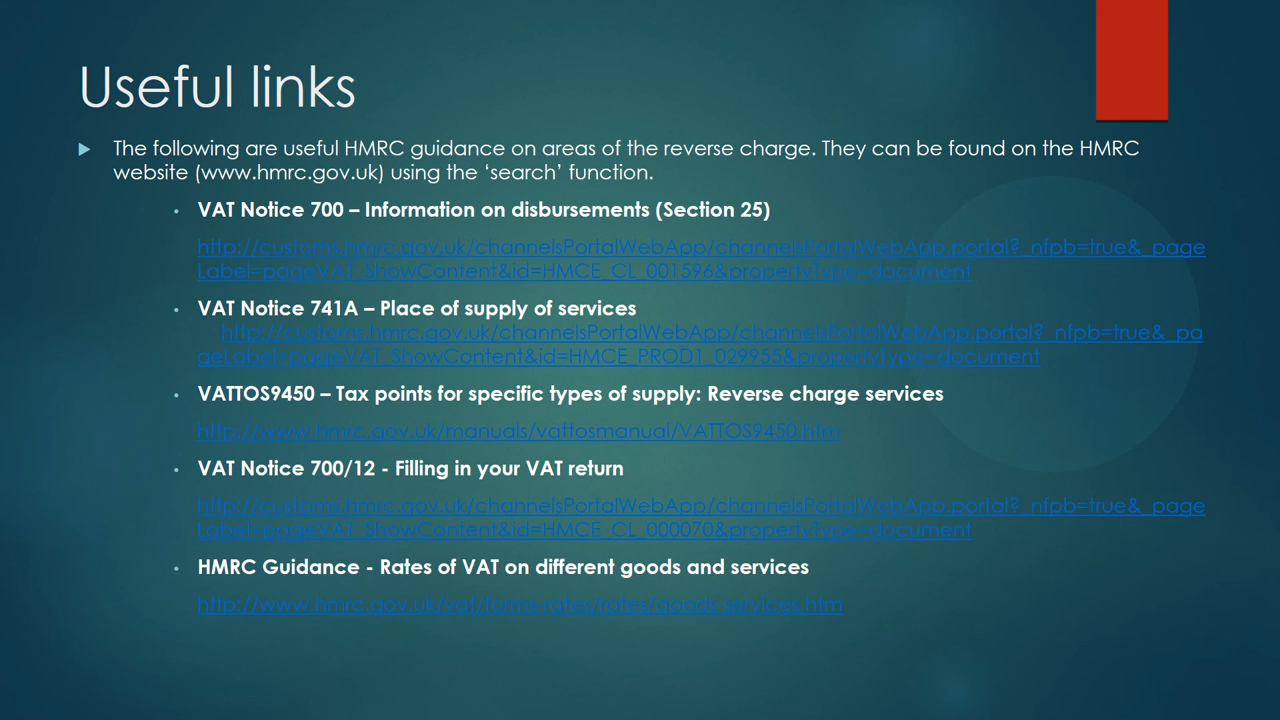 Useful links
The following are useful HMRC guidance on areas of the reverse charge. They can be found on the HMRC
website (www.hmrc.gov.uk) using the ‘search’ function.
VAT Notice 700 – Information on disbursements (Section 25)
http://customs.hmrc.gov.uk/channelsPortalWebApp/channelsPortalWebApp.portal?_nfpb=true&_page
Label=pageVAT_ShowContent&id=HMCE_CL_001596&propertyType=document
VAT Notice 741A – Place of supply of services
http://customs.hmrc.gov.uk/channelsPortalWebApp/channelsPortalWebApp.portal?_nfpb=true&_pa
geLabel=pageVAT_ShowContent&id=HMCE_PROD1_029955&propertyType=document
VATTOS9450 – Tax points for specific types of supply: Reverse charge services
http://www.hmrc.gov.uk/manuals/vattosmanual/VATTOS9450.htm
VAT Notice 700/12 - Filling in your VAT return
http://customs.hmrc.gov.uk/channelsPortalWebApp/channelsPortalWebApp.portal?_nfpb=true&_page
Label=pageVAT_ShowContent&id=HMCE_CL_000070&propertyType=document
HMRC Guidance - Rates of VAT on different goods and services
http://www.hmrc.gov.uk/vat/forms-rates/rates/goods-services.htm